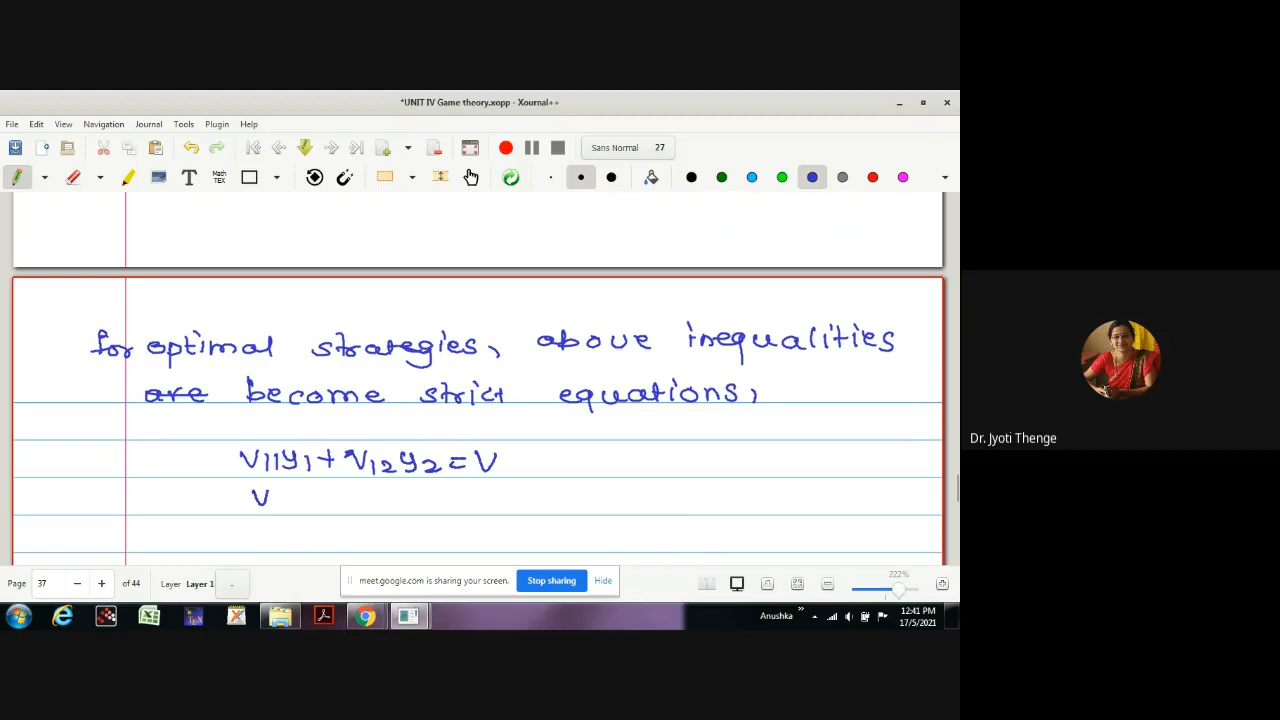 *UNIT IV Game theory.xopp - Xournal++
File Edit View Navigation Journal Tools Plugin Help
Sans Normal 27
T Math TEX
for optimal strategies, above inequalities
are become strict equations,
V11y1 + V12y2 = V
V
Dr. Jyoti Thenge
Page 37 of 44 Layer Layer 1
meet.google.com is sharing your screen. Stop sharing Hide
222%
Anushka
12:41 PM
17/5/2021